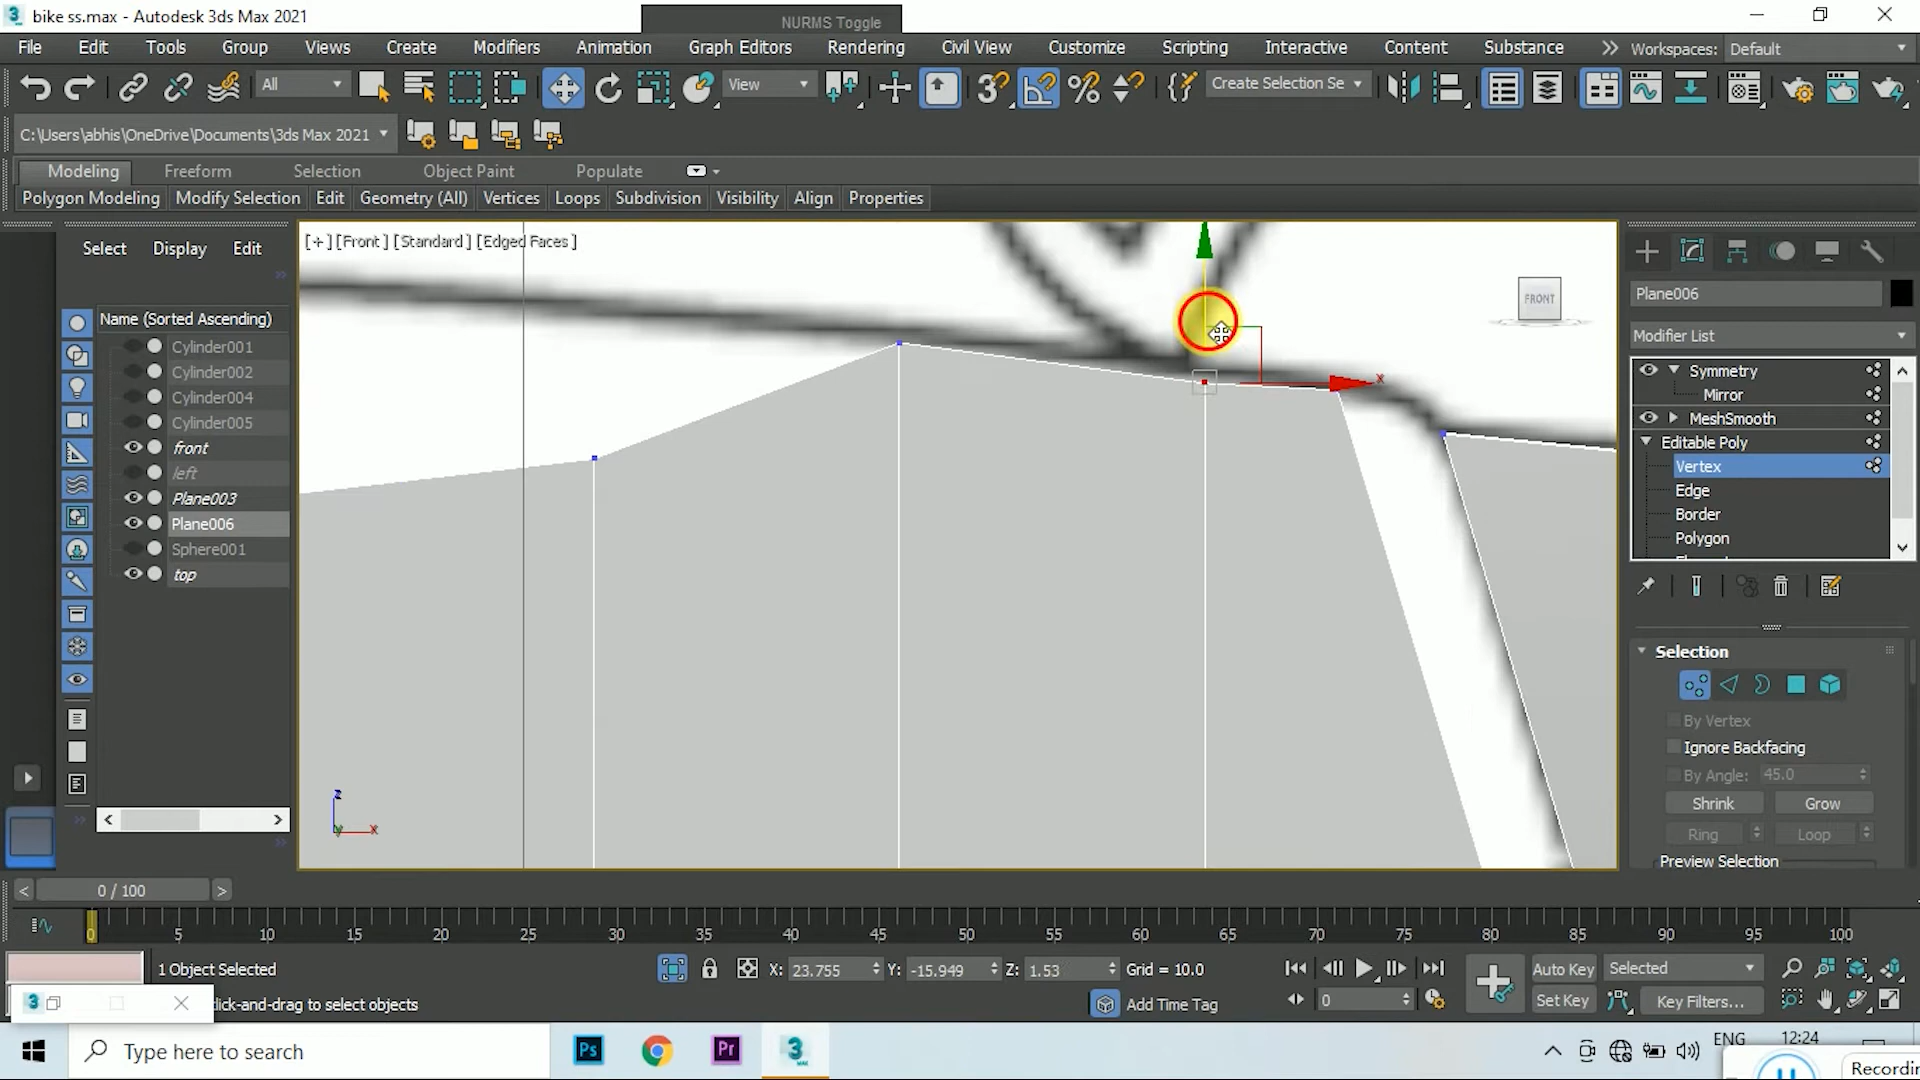 bike ss.max - Autodesk 3ds Max 2021
NURMS Toggle
File Edit Tools Group Views Create Modifiers Animation Graph Editors Rendering Civil View Customize Scripting Interactive Content Substance Workspaces: Default
All View Create Selection Se
C:\Users\abhis\OneDrive\Documents\3ds Max 2021
Modeling Freeform Selection Object Paint Populate
Polygon Modeling Modify Selection Edit Geometry (All) Vertices Loops Subdivision Visibility Align Properties
Select Display Edit
[+] [Front] [Standard] [Edged Faces]
FRONT
Name (Sorted Ascending)
Cylinder001
Cylinder002
Cylinder004
Cylinder005
front
left
Plane003
Plane006
Sphere001
top
x
z
y x
Plane006
Modifier List
Symmetry
Mirror
MeshSmooth
Editable Poly
Vertex
Edge
Border
Polygon
Selection
By Vertex
Ignore Backfacing
By Angle: 45.0
Shrink Grow
Ring Loop
Preview Selection
0 / 100
0 5 10 15 20 25 30 35 40 45 50 55 60 65 70 75 80 85 90 95 100
1 Object Selected X: 23.755 Y: -15.949 Z: 1.53 Grid = 10.0 Auto Key Selected
lick-and-drag to select objects Add Time Tag 0 Set Key Key Filters...
Type here to search
Ps
Pr
3
ENG
12:24
Recordin